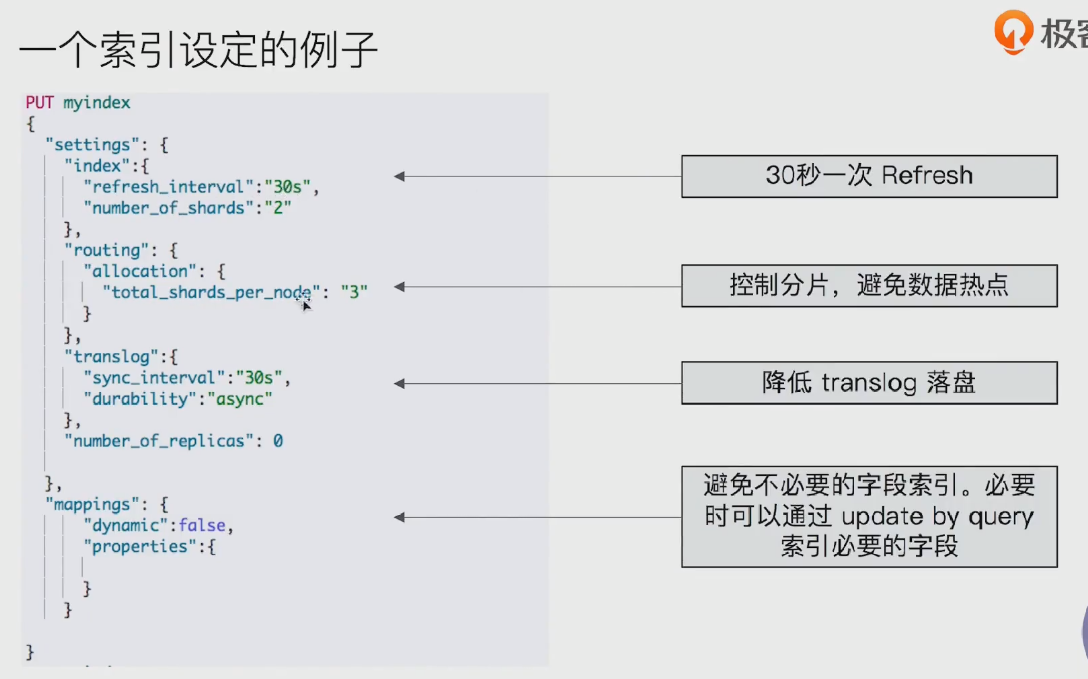 一个索引设定的例子
极客
PUT myindex
{
  "settings": {
    "index":{
      "refresh_interval":"30s",
      "number_of_shards":"2"
    },
    "routing": {
      "allocation": {
        "total_shards_per_node": "3"
      }
    },
    "translog":{
      "sync_interval":"30s",
      "durability":"async"
    },
    "number_of_replicas": 0
  },
  "mappings": {
      "dynamic":false,
      "properties":{
      }
    }
}
30秒一次 Refresh
控制分片，避免数据热点
降低 translog 落盘
避免不必要的字段索引。必要
时可以通过 update by query
索引必要的字段